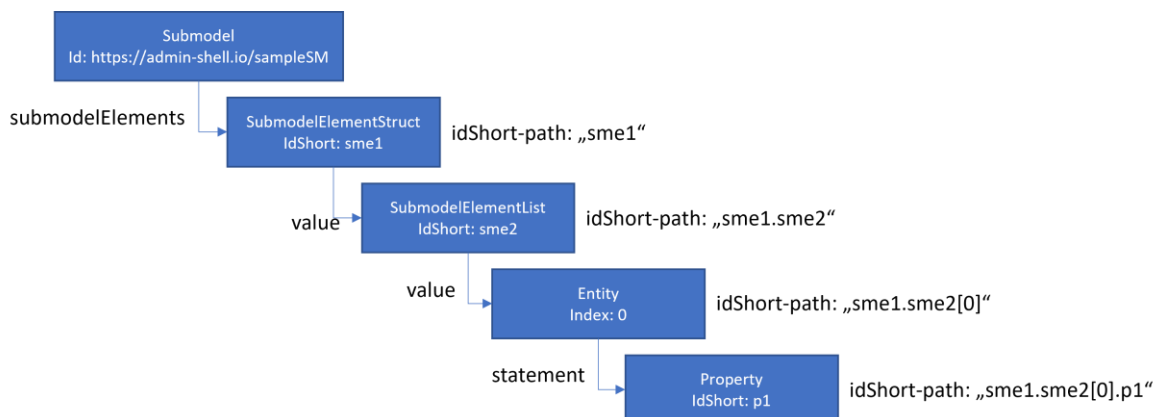 Submodel
Id: https://admin-shell.io/sampleSM
submodelElements
SubmodelElementStruct
IdShort: sme1
idShort-path: „sme1“
value
SubmodelElementList
IdShort: sme2
idShort-path: „sme1.sme2“
value
Entity
Index: 0
idShort-path: „sme1.sme2[0]“
statement
Property
IdShort: p1
idShort-path: „sme1.sme2[0].p1“